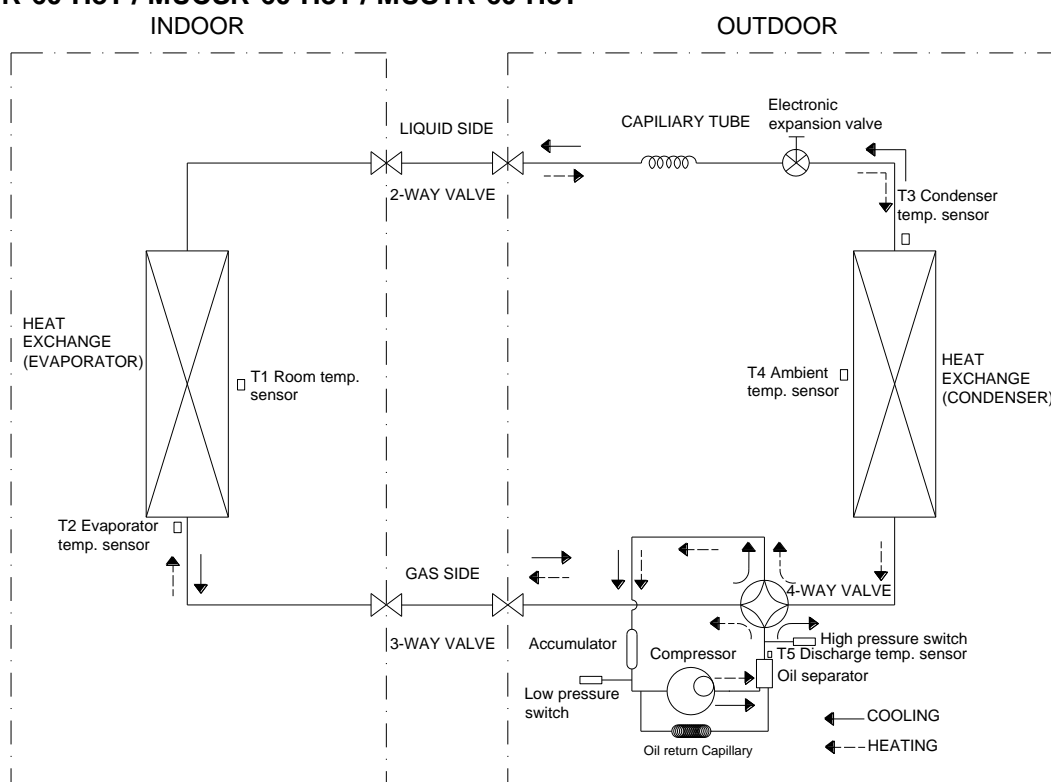 INDOOR
OUTDOOR
LIQUID SIDE
CAPILIARY TUBE
Electronic
expansion valve
2-WAY VALVE
T3 Condenser
temp. sensor
HEAT
EXCHANGE
(EVAPORATOR)
T1 Room temp.
sensor
T4 Ambient
temp. sensor
HEAT
EXCHANGE
(CONDENSER)
T2 Evaporator
temp. sensor
GAS SIDE
4-WAY VALVE
3-WAY VALVE
Accumulator
Compressor
High pressure switch
T5 Discharge temp. sensor
Oil separator
Low pressure
switch
COOLING
Oil return Capillary
HEATING